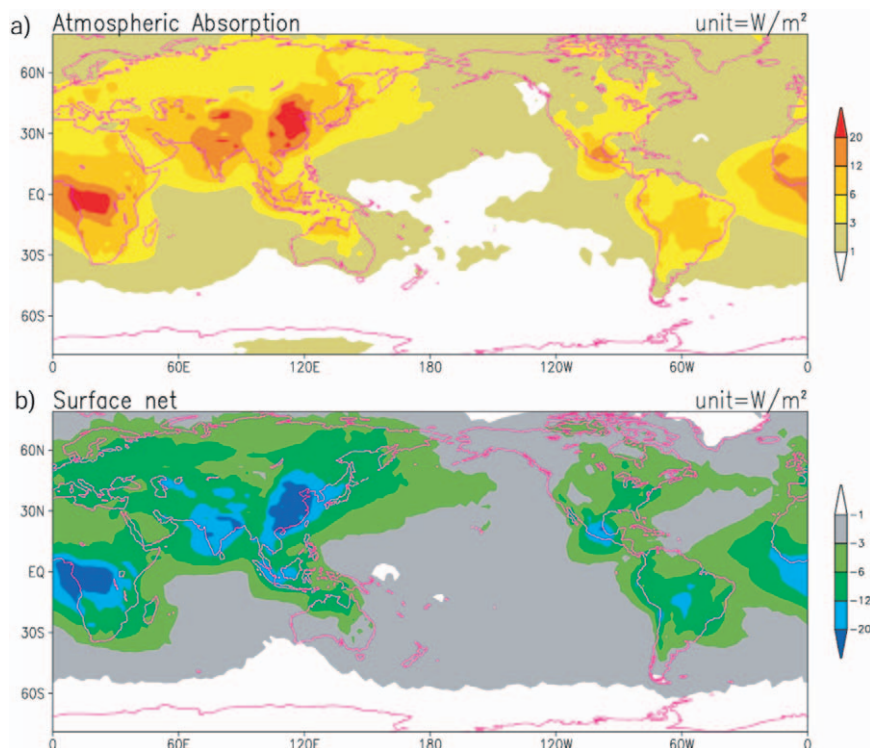 a) Atmospheric Absorption unit=W/m²
60N
30N
EQ
30S
60S
0 60E 120E 180 120W 60W 0
20
12
6
3
1
b) Surface net unit=W/m²
60N
30N
EQ
30S
60S
0 60E 120E 180 120W 60W 0
-1
-3
-6
-12
-20